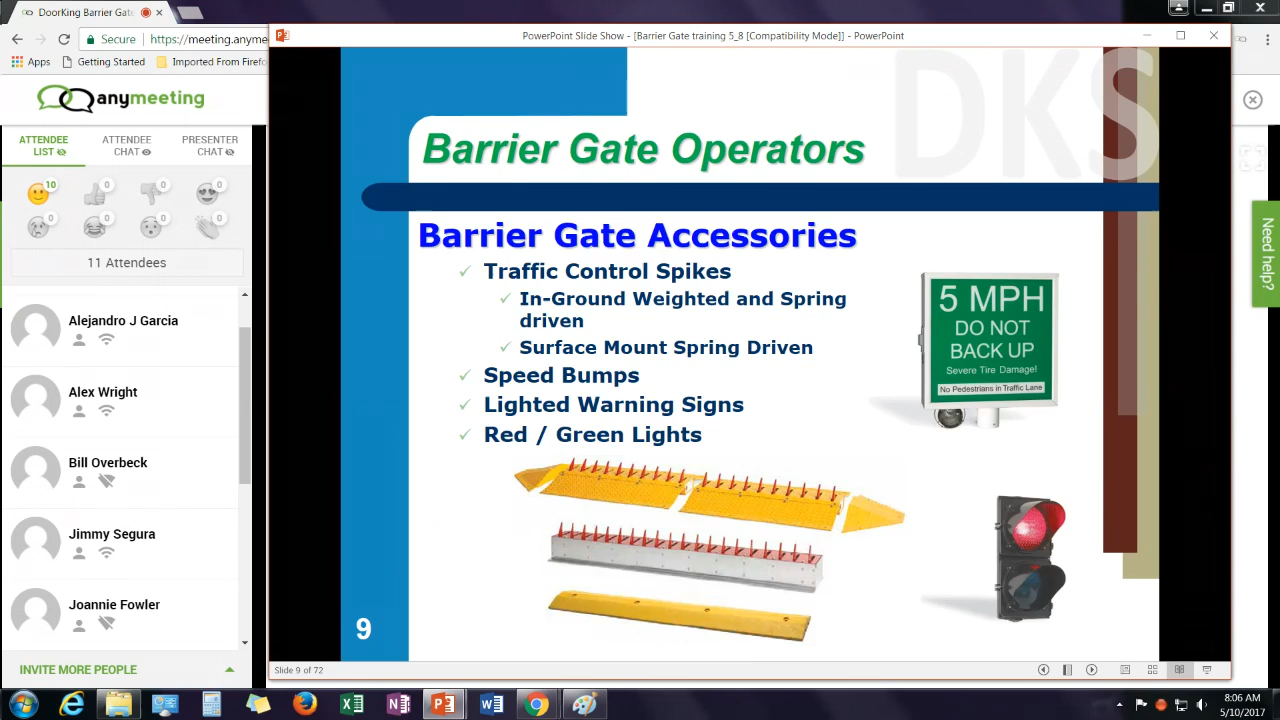 DoorKing Barrier Gate
Secure
https://meeting.anyme
Apps
Getting Started
Imported From Firefo
anymeeting
ATTENDEE LIST
ATTENDEE CHAT
PRESENTER CHAT
10
0
0
0
0
0
0
0
11 Attendees
Alejandro J Garcia
Alex Wright
Bill Overbeck
Jimmy Segura
Joannie Fowler
INVITE MORE PEOPLE
PowerPoint Slide Show - [Barrier Gate training 5_8 [Compatibility Mode]] - PowerPoint
DKS
Barrier Gate Operators
Barrier Gate Accessories
Traffic Control Spikes
In-Ground Weighted and Spring
driven
Surface Mount Spring Driven
Speed Bumps
Lighted Warning Signs
Red / Green Lights
5 MPH
DO NOT
BACK UP
Severe Tire Damage!
No Pedestrians in Traffic Lane
9
Slide 9 of 72
Need help?
8:06 AM
5/10/2017